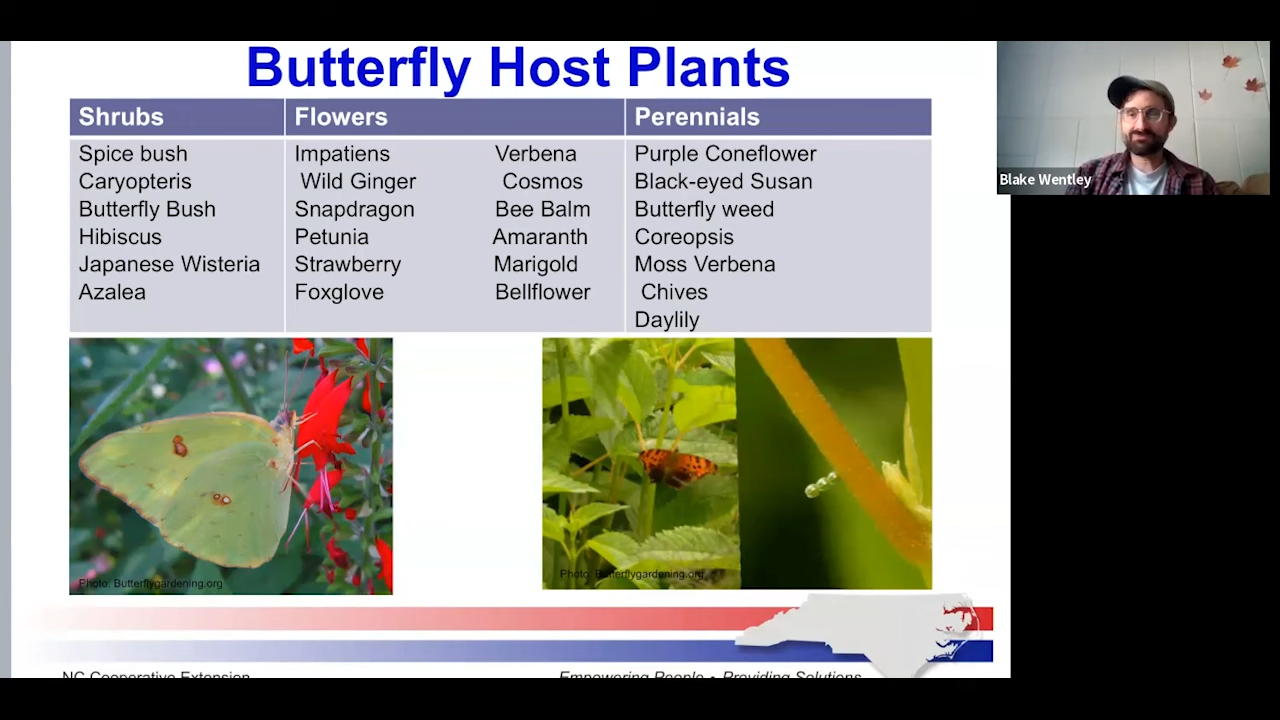 Butterfly Host Plants
Shrubs
Spice bush
Caryopteris
Butterfly Bush
Hibiscus
Japanese Wisteria
Azalea
Flowers
Impatiens Verbena
Wild Ginger Cosmos
Snapdragon Bee Balm
Petunia Amaranth
Strawberry Marigold
Foxglove Bellflower
Perennials
Purple Coneflower
Black-eyed Susan
Butterfly weed
Coreopsis
Moss Verbena
Chives
Daylily
Photo: Butterflygardening.org
Photo: Butterflygardening.org
NC Cooperative Extension
Empowering People • Providing Solutions
Blake Wentley